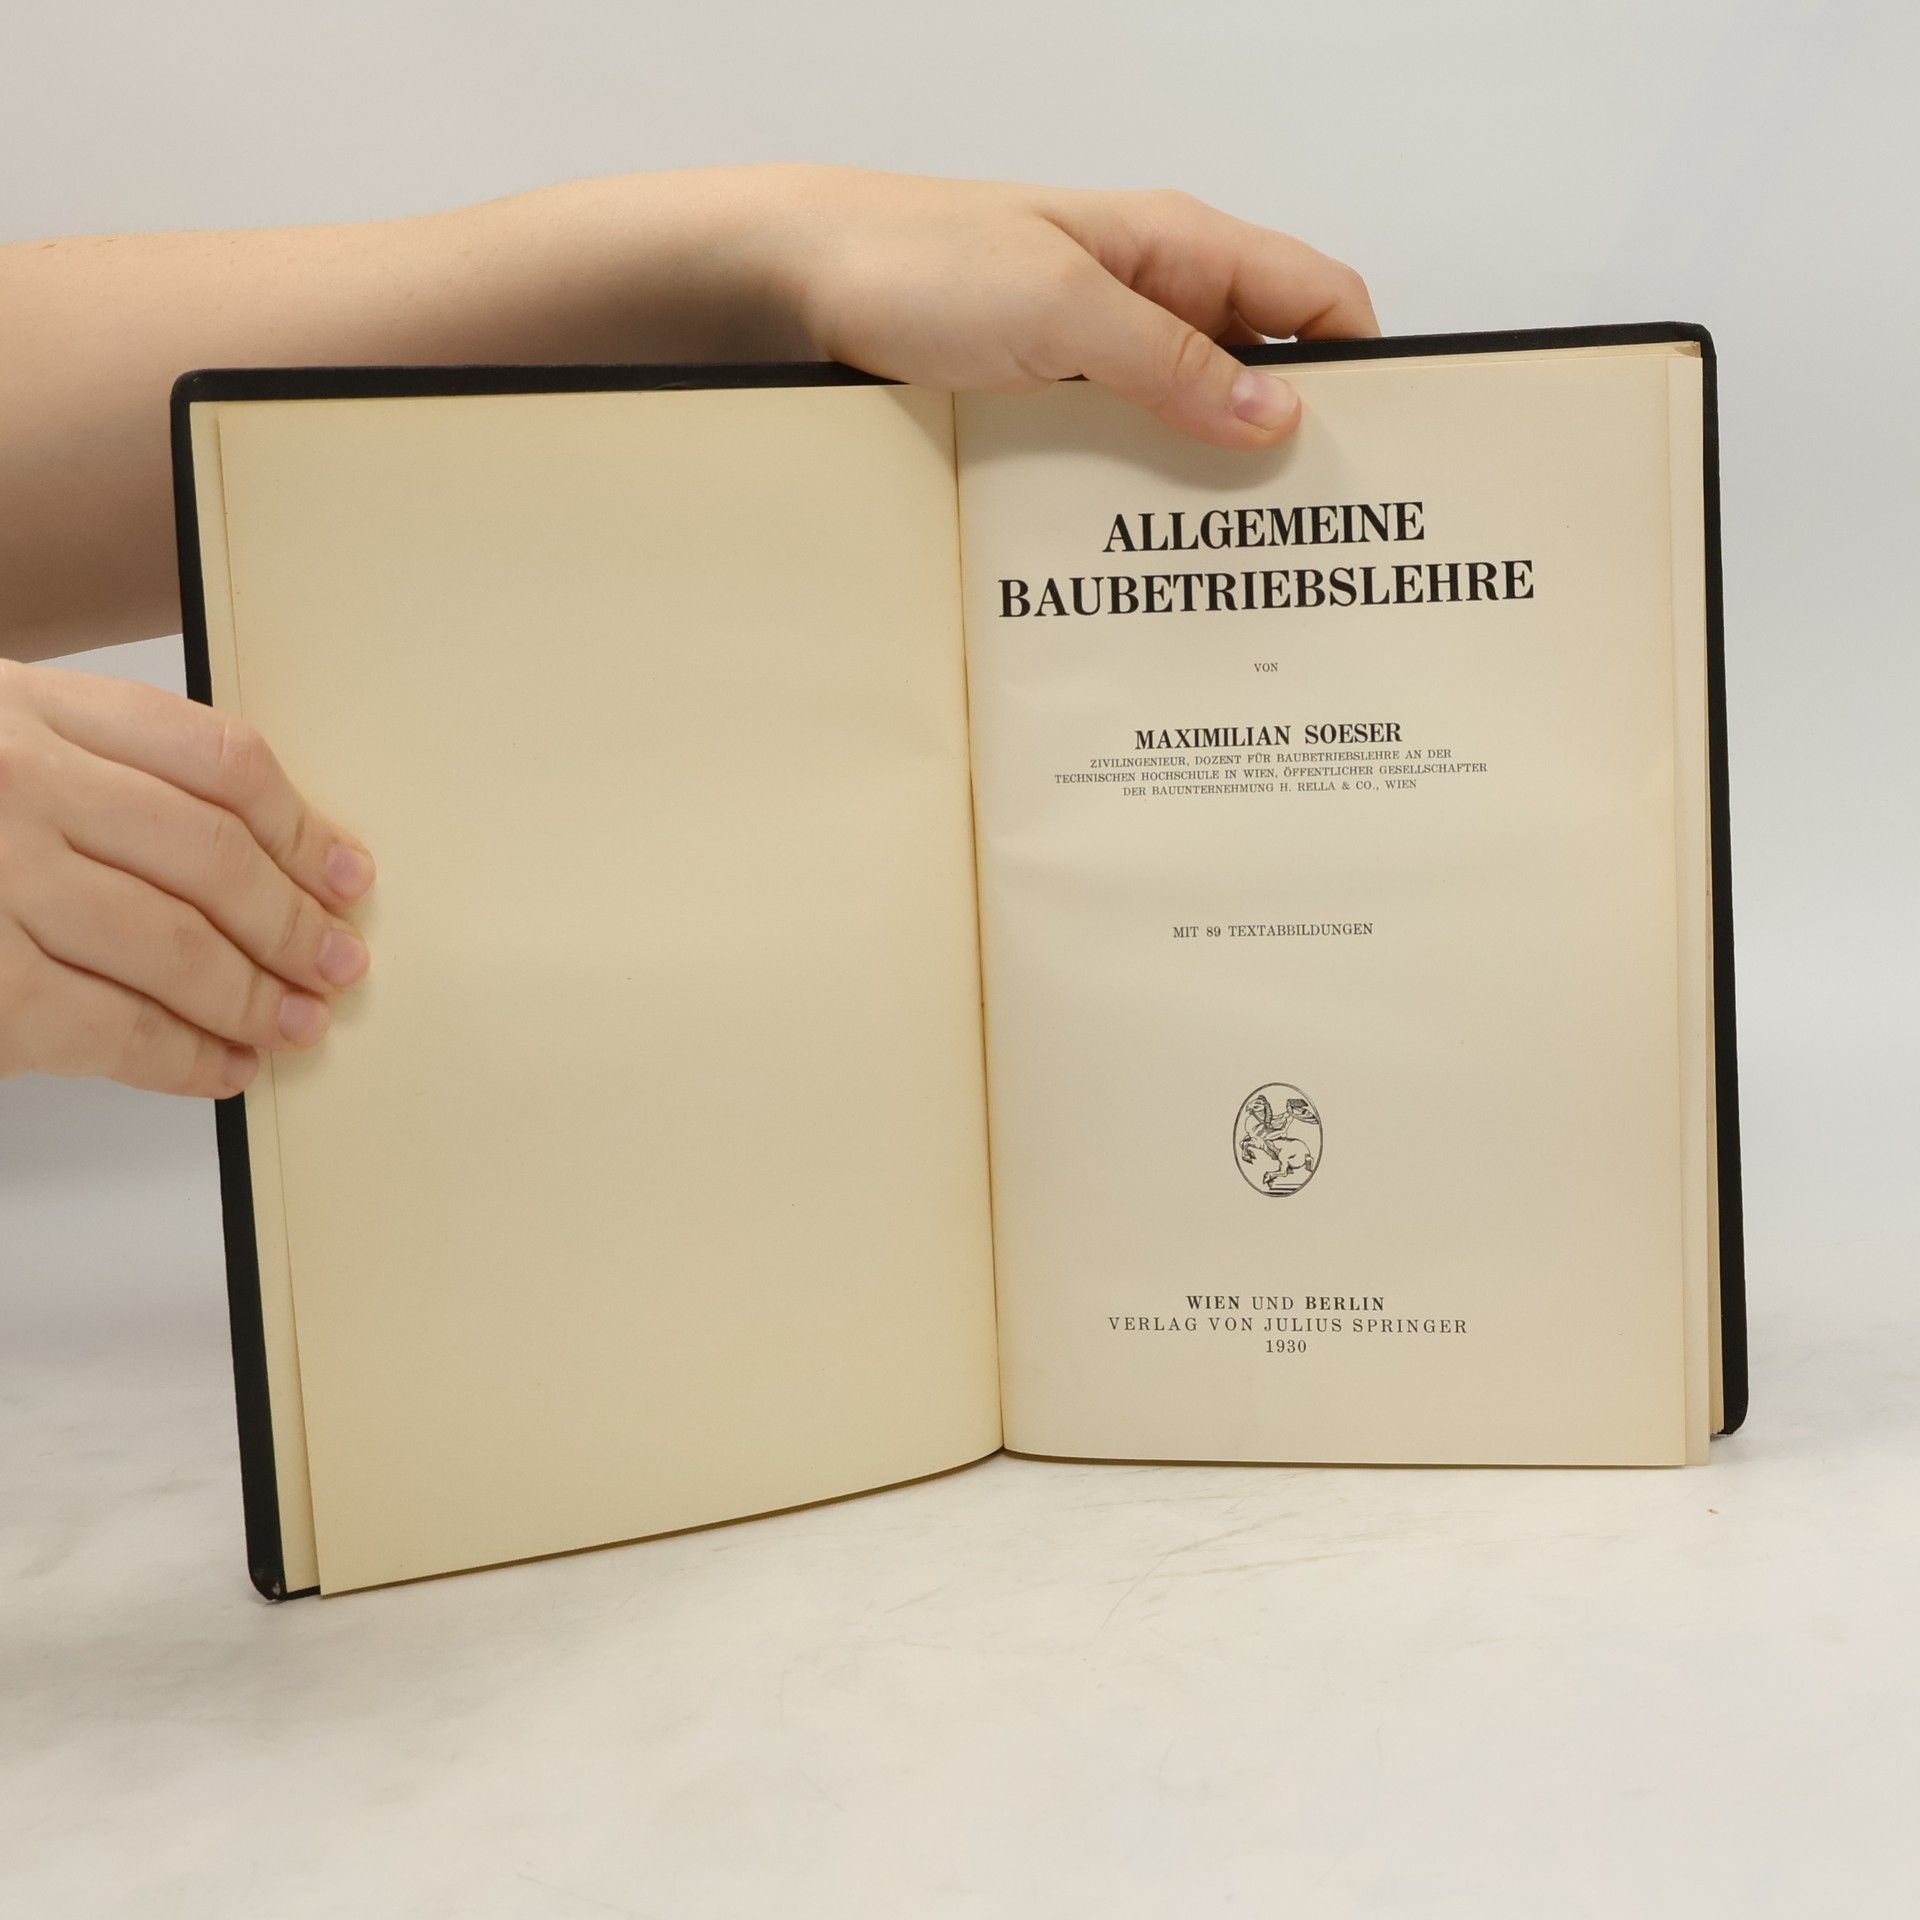 ALLGEMEINE
BAUBETRIEBSLEHRE
VON
MAXIMILIAN SOESER
ZIVILINGENIEUR, DOZENT FÜR BAUBETRIEBSLEHRE AN DER
TECHNISCHEN HOCHSCHULE IN WIEN, ÖFFENTLICHER GESELLSCHAFTER
DER BAUUNTERNEHMUNG H. RELLA & CO., WIEN
MIT 89 TEXTABBILDUNGEN
WIEN UND BERLIN
VERLAG VON JULIUS SPRINGER
1930